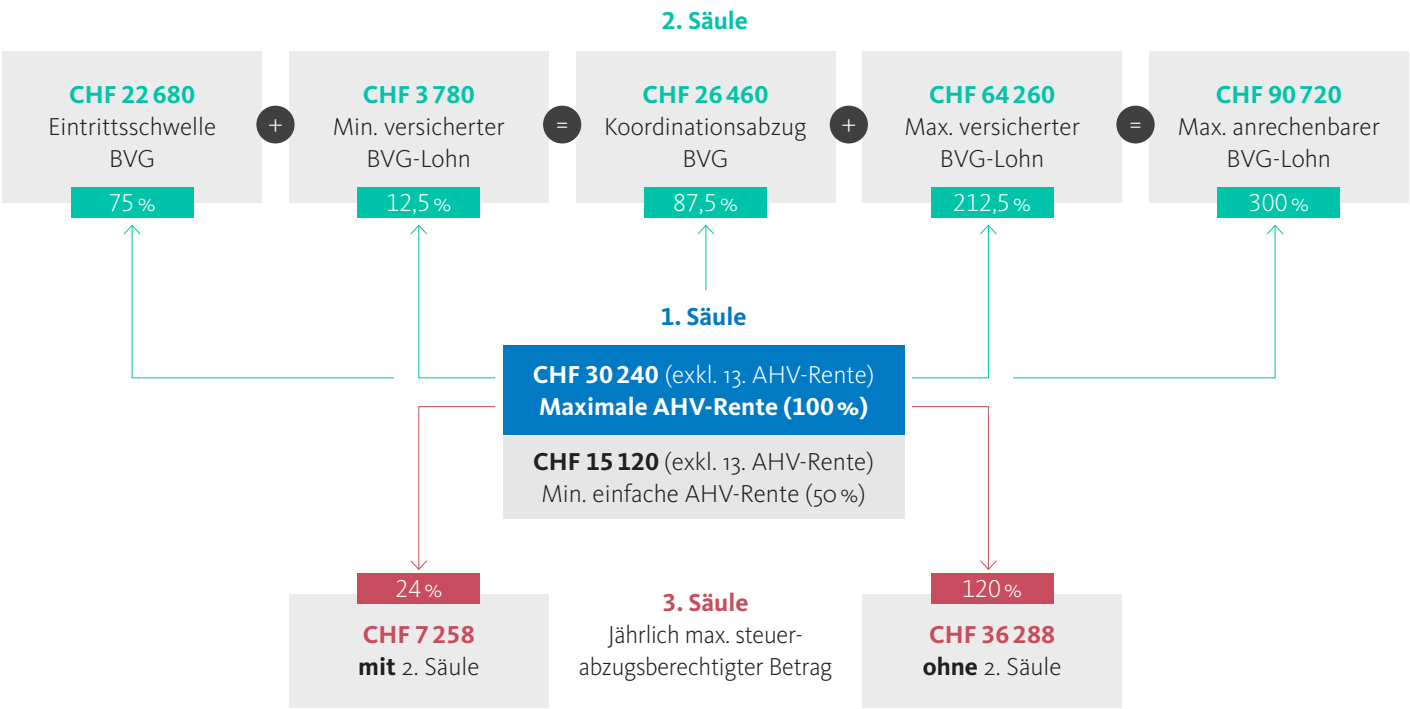 2. Säule
CHF 22 680
Eintrittsschwelle
BVG
75 %
+
CHF 3 780
Min. versicherter
BVG-Lohn
12,5 %
=
CHF 26 460
Koordinationsabzug
BVG
87,5 %
+
CHF 64 260
Max. versicherter
BVG-Lohn
212,5 %
=
CHF 90 720
Max. anrechenbarer
BVG-Lohn
300 %
1. Säule
CHF 30 240 (exkl. 13. AHV-Rente)
Maximale AHV-Rente (100 %)
CHF 15 120 (exkl. 13. AHV-Rente)
Min. einfache AHV-Rente (50 %)
24 %
CHF 7 258
mit 2. Säule
3. Säule
Jährlich max. steuer-
abzugsberechtigter Betrag
120 %
CHF 36 288
ohne 2. Säule